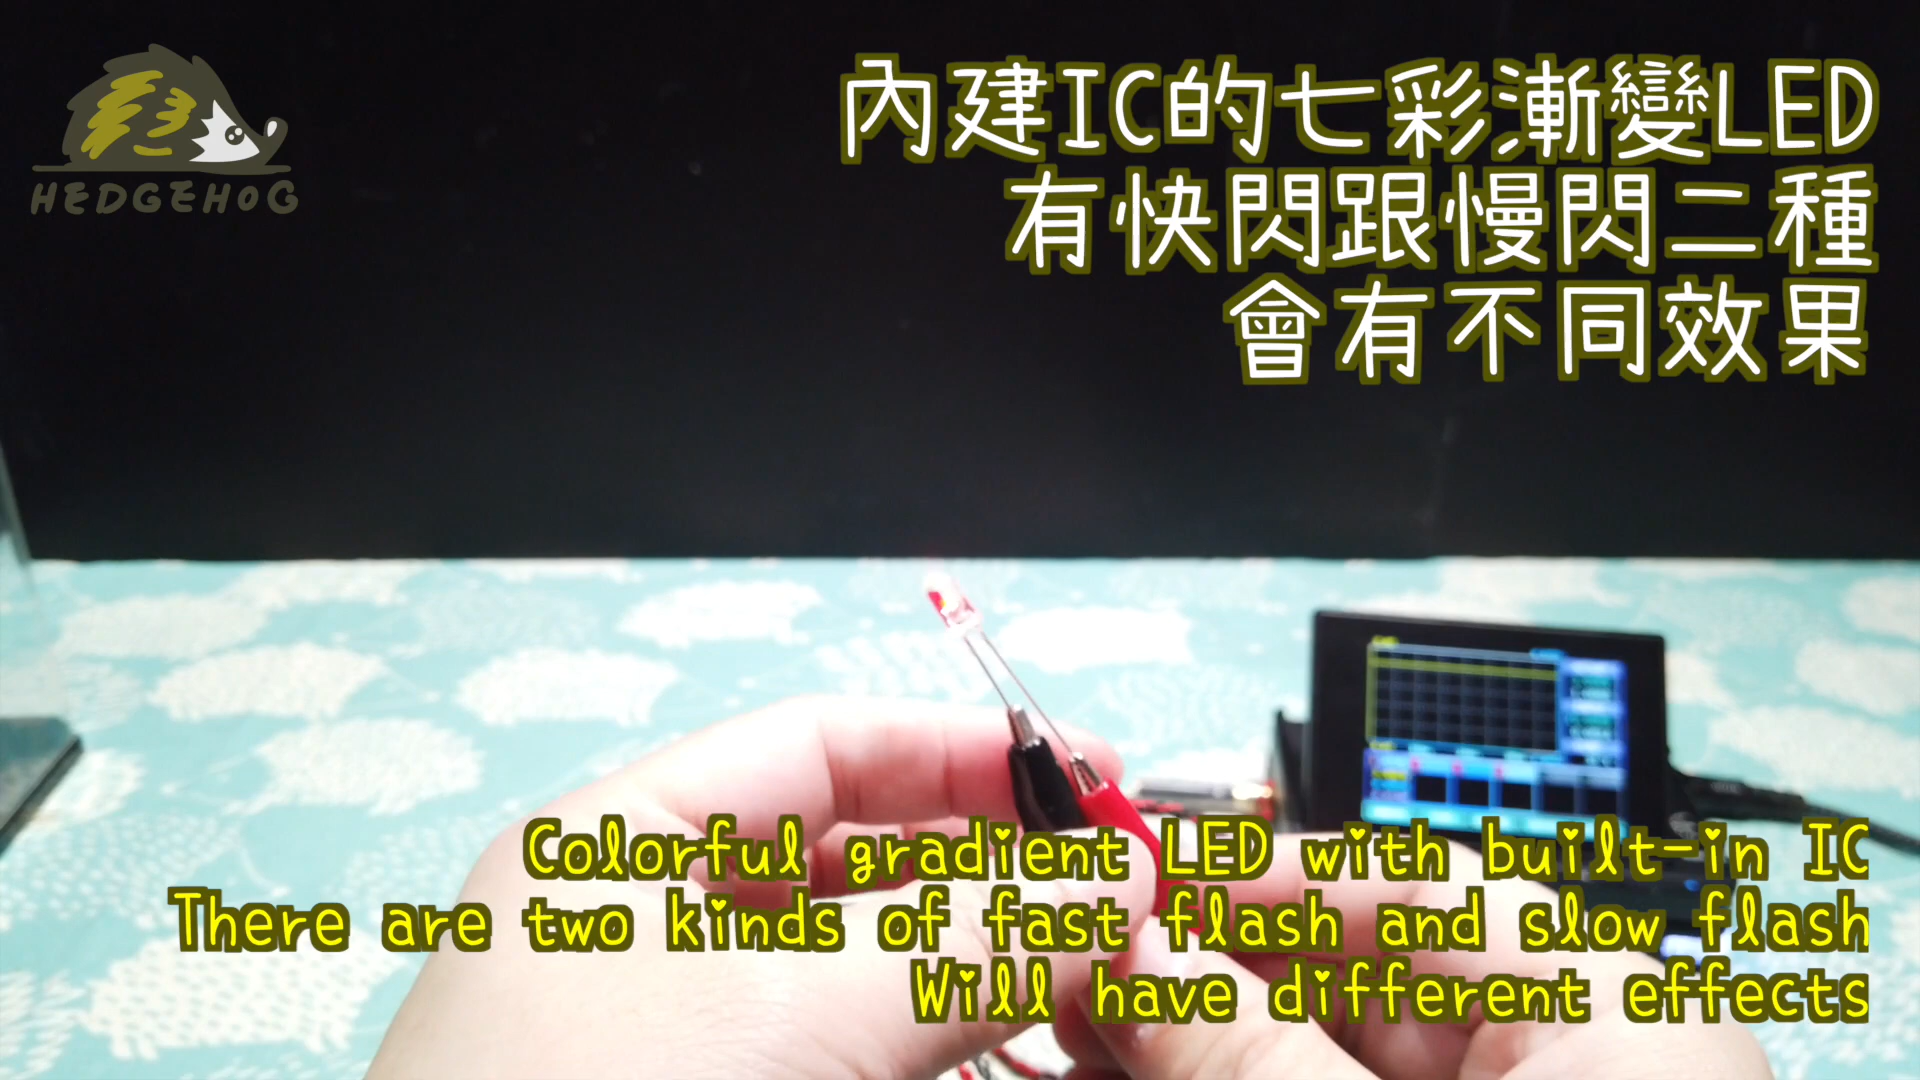 HEDGEHOG
內建IC的七彩漸變LED
有快閃跟慢閃二種
會有不同效果
Colorful gradient LED with built-in IC
There are two kinds of fast flash and slow flash
Will have different effects